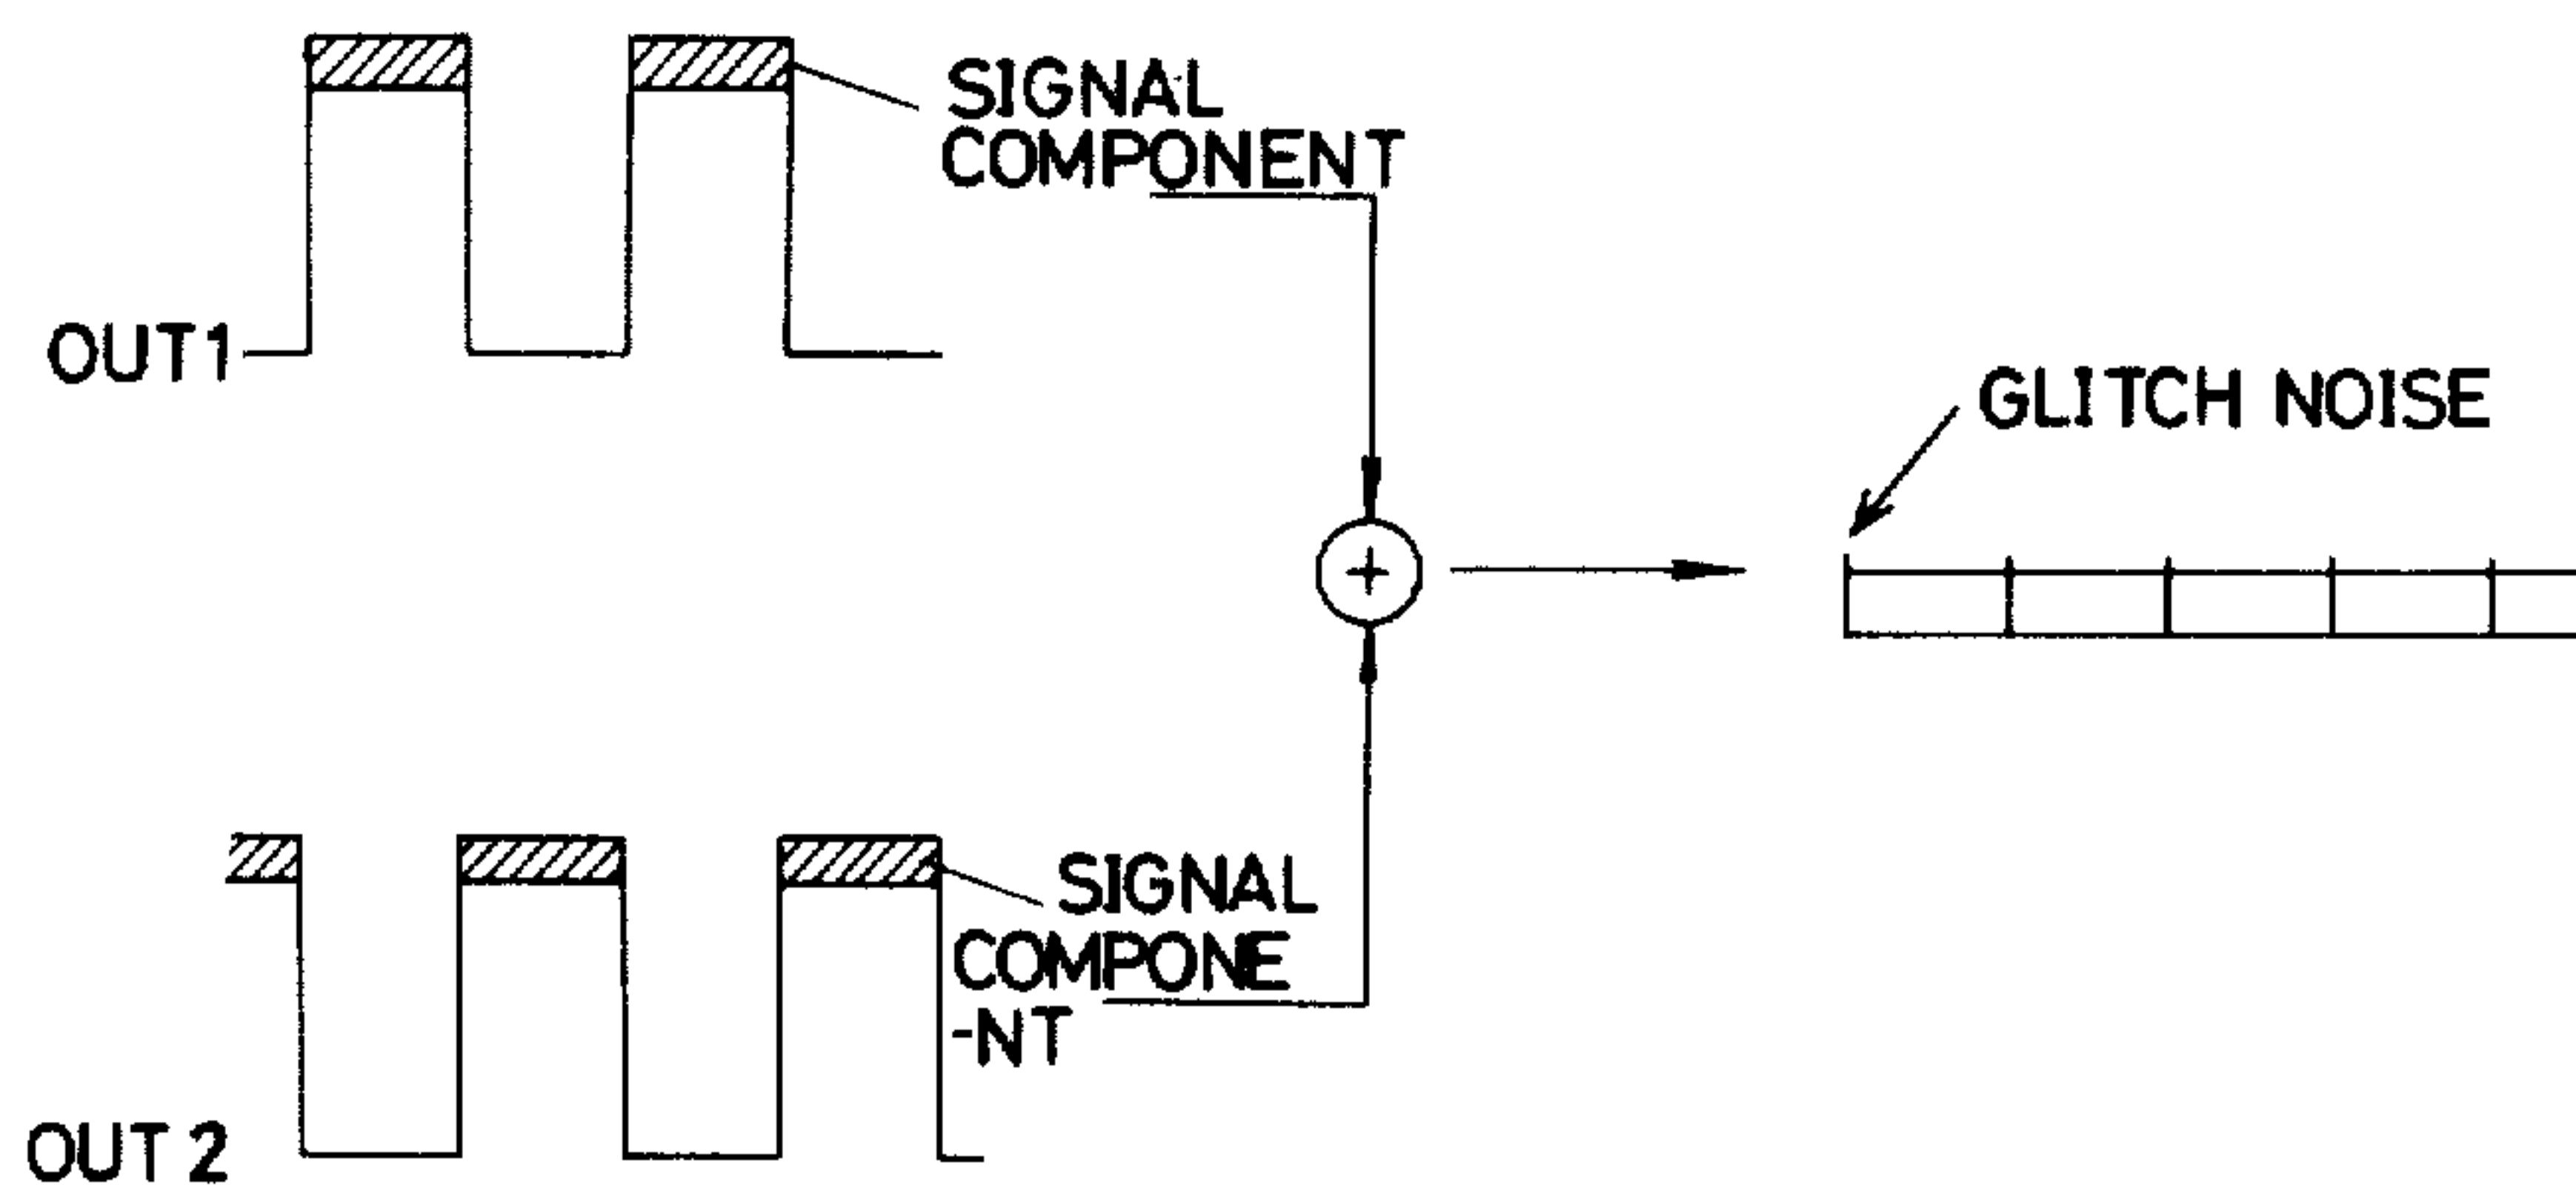 SIGNAL
COMPONENT
OUT1
GLITCH NOISE
+
SIGNAL
COMPONE
-NT
OUT 2